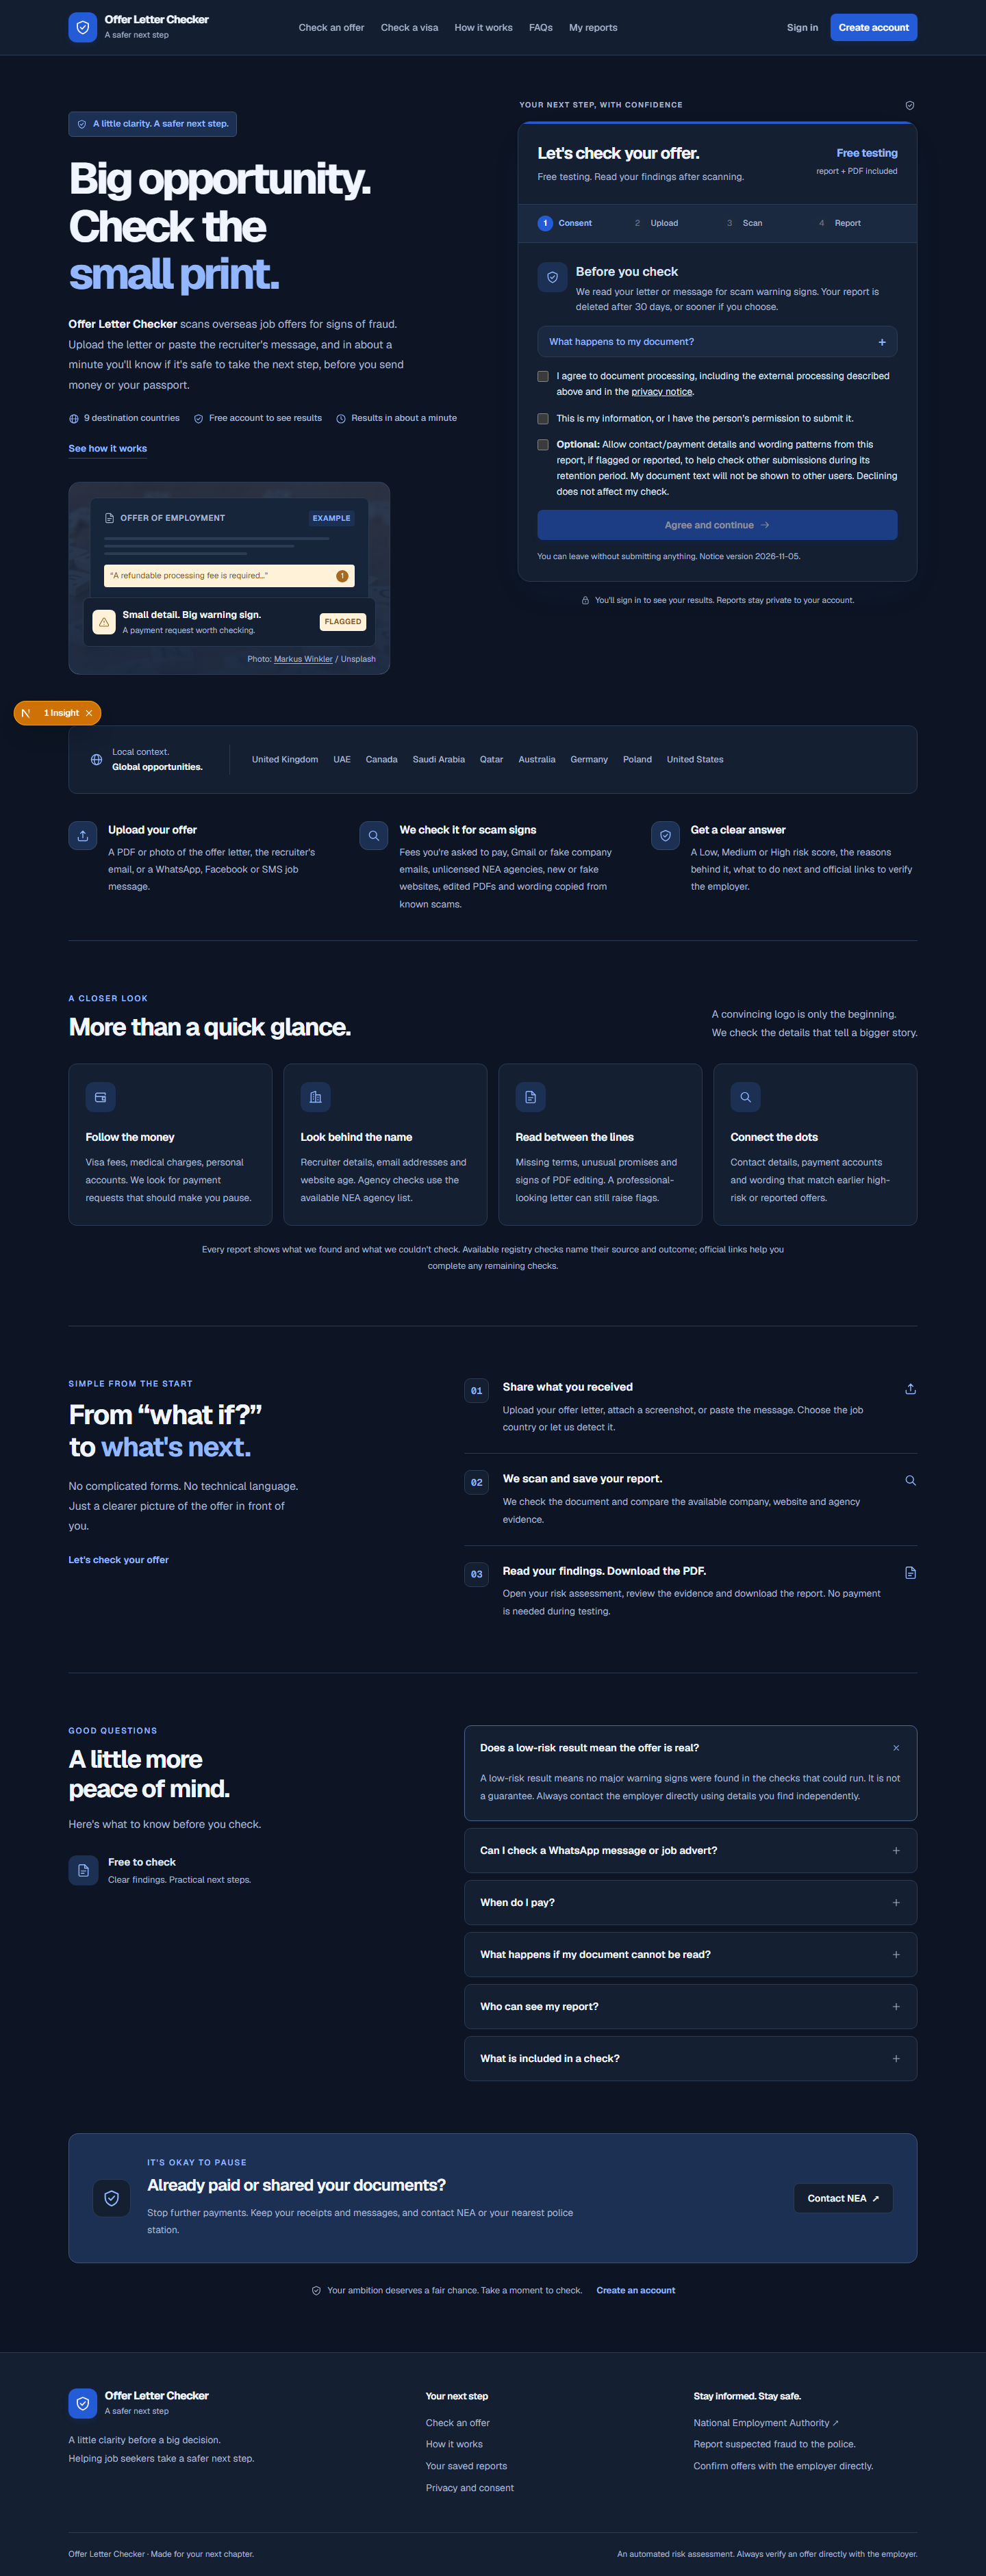 Offer Letter Checker
A safer next step
Check an offer
Check a visa
How it works
FAQs
My reports
Sign in
Create account
A little clarity. A safer next step.
Big opportunity.
Check the
small print.
Offer Letter Checker scans overseas job offers for signs of fraud.
Upload the letter or paste the recruiter's message, and in about a
minute you'll know if it's safe to take the next step, before you send
money or your passport.
9 destination countries
Free account to see results
Results in about a minute
See how it works
OFFER OF EMPLOYMENT
EXAMPLE
"A refundable processing fee is required..."
!
Small detail. Big warning sign.
A payment request worth checking.
FLAGGED
Photo: Markus Winkler / Unsplash
YOUR NEXT STEP, WITH CONFIDENCE
Let's check your offer.
Free testing. Read your findings after scanning.
Free testing
report + PDF included
1 Consent
2 Upload
3 Scan
4 Report
Before you check
We read your letter or message for scam warning signs. Your report is
deleted after 30 days, or sooner if you choose.
What happens to my document?
+
I agree to document processing, including the external processing described
above and in the privacy notice.
This is my information, or I have the person's permission to submit it.
Optional: Allow contact/payment details and wording patterns from this
report, if flagged or reported, to help check other submissions during its
retention period. My document text will not be shown to other users. Declining
does not affect my check.
Agree and continue →
You can leave without submitting anything. Notice version 2026-11-05.
You'll sign in to see your results. Reports stay private to your account.
N 1 Insight ×
Local context.
Global opportunities.
United Kingdom
UAE
Canada
Saudi Arabia
Qatar
Australia
Germany
Poland
United States
Upload your offer
A PDF or photo of the offer letter, the recruiter's
email, or a WhatsApp, Facebook or SMS job
message.
We check it for scam signs
Fees you're asked to pay, Gmail or fake company
emails, unlicensed NEA agencies, new or fake
websites, edited PDFs and wording copied from
known scams.
Get a clear answer
A Low, Medium or High risk score, the reasons
behind it, what to do next and official links to verify
the employer.
A CLOSER LOOK
More than a quick glance.
A convincing logo is only the beginning.
We check the details that tell a bigger story.
Follow the money
Visa fees, medical charges, personal
accounts. We look for payment
requests that should make you pause.
Look behind the name
Recruiter details, email addresses and
website age. Agency checks use the
available NEA agency list.
Read between the lines
Missing terms, unusual promises and
signs of PDF editing. A professional-
looking letter can still raise flags.
Connect the dots
Contact details, payment accounts
and wording that match earlier high-
risk or reported offers.
Every report shows what we found and what we couldn't check. Available registry checks name their source and outcome; official links help you
complete any remaining checks.
SIMPLE FROM THE START
From “what if?”
to what's next.
No complicated forms. No technical language.
Just a clearer picture of the offer in front of
you.
Let's check your offer
01
Share what you received
Upload your offer letter, attach a screenshot, or paste the message. Choose the job
country or let us detect it.
02
We scan and save your report.
We check the document and compare the available company, website and agency
evidence.
03
Read your findings. Download the PDF.
Open your risk assessment, review the evidence and download the report. No payment
is needed during testing.
GOOD QUESTIONS
A little more
peace of mind.
Here's what to know before you check.
Free to check
Clear findings. Practical next steps.
Does a low-risk result mean the offer is real?
×
A low-risk result means no major warning signs were found in the checks that could run. It is not
a guarantee. Always contact the employer directly using details you find independently.
Can I check a WhatsApp message or job advert?
+
When do I pay?
+
What happens if my document cannot be read?
+
Who can see my report?
+
What is included in a check?
+
IT'S OKAY TO PAUSE
Already paid or shared your documents?
Stop further payments. Keep your receipts and messages, and contact NEA or your nearest police
station.
Contact NEA ↗
Your ambition deserves a fair chance. Take a moment to check.
Create an account
Offer Letter Checker
A safer next step
A little clarity before a big decision.
Helping job seekers take a safer next step.
Your next step
Check an offer
How it works
Your saved reports
Privacy and consent
Stay informed. Stay safe.
National Employment Authority ↗
Report suspected fraud to the police.
Confirm offers with the employer directly.
Offer Letter Checker · Made for your next chapter.
An automated risk assessment. Always verify an offer directly with the employer.